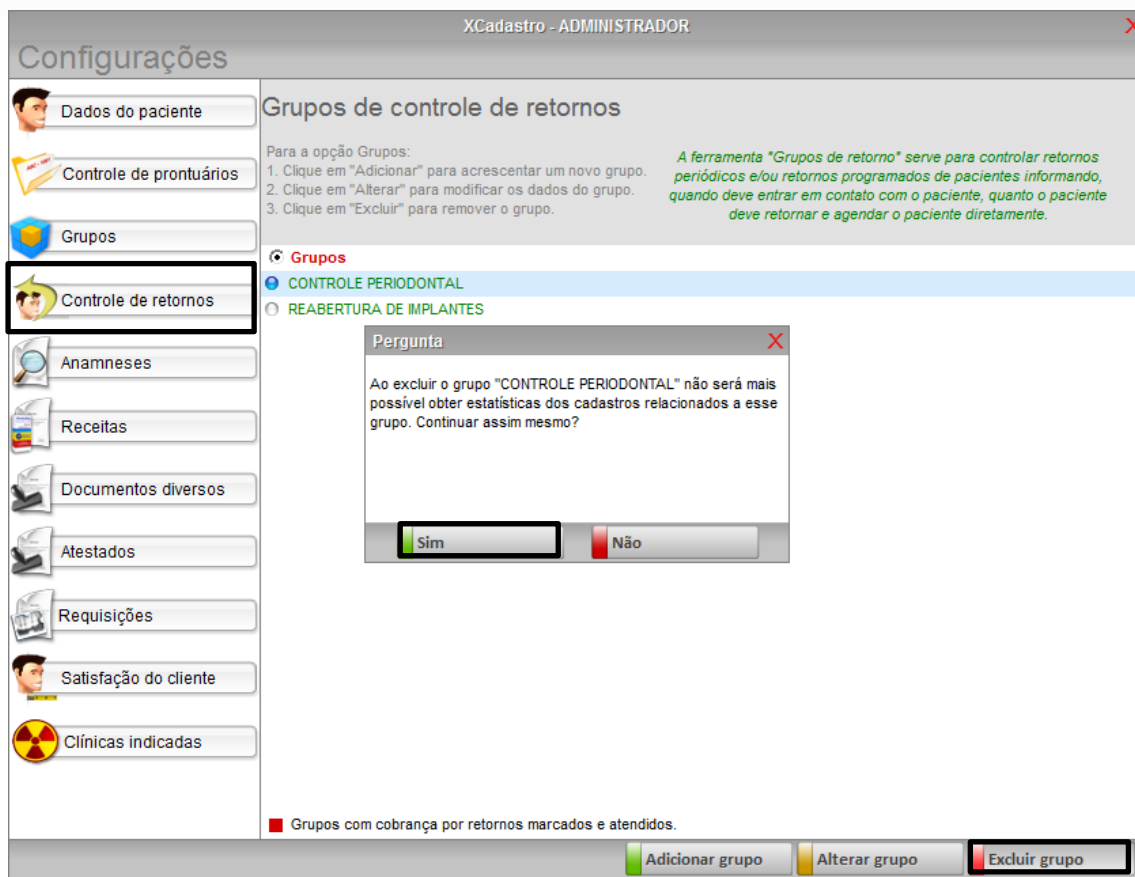 XCadastro - ADMINISTRADOR
X
Configurações
Dados do paciente
Controle de prontuários
Grupos
Controle de retornos
Anamneses
Receitas
Documentos diversos
Atestados
Requisições
Satisfação do cliente
Clínicas indicadas
Grupos de controle de retornos
Para a opção Grupos:
1. Clique em "Adicionar" para acrescentar um novo grupo.
2. Clique em "Alterar" para modificar os dados do grupo.
3. Clique em "Excluir" para remover o grupo.
A ferramenta "Grupos de retorno" serve para controlar retornos
periódicos e/ou retornos programados de pacientes informando,
quando deve entrar em contato com o paciente, quanto o paciente
deve retornar e agendar o paciente diretamente.
Grupos
CONTROLE PERIODONTAL
REABERTURA DE IMPLANTES
Pergunta
X
Ao excluir o grupo "CONTROLE PERIODONTAL" não será mais
possível obter estatísticas dos cadastros relacionados a esse
grupo. Continuar assim mesmo?
Sim
Não
Grupos com cobrança por retornos marcados e atendidos.
Adicionar grupo
Alterar grupo
Excluir grupo